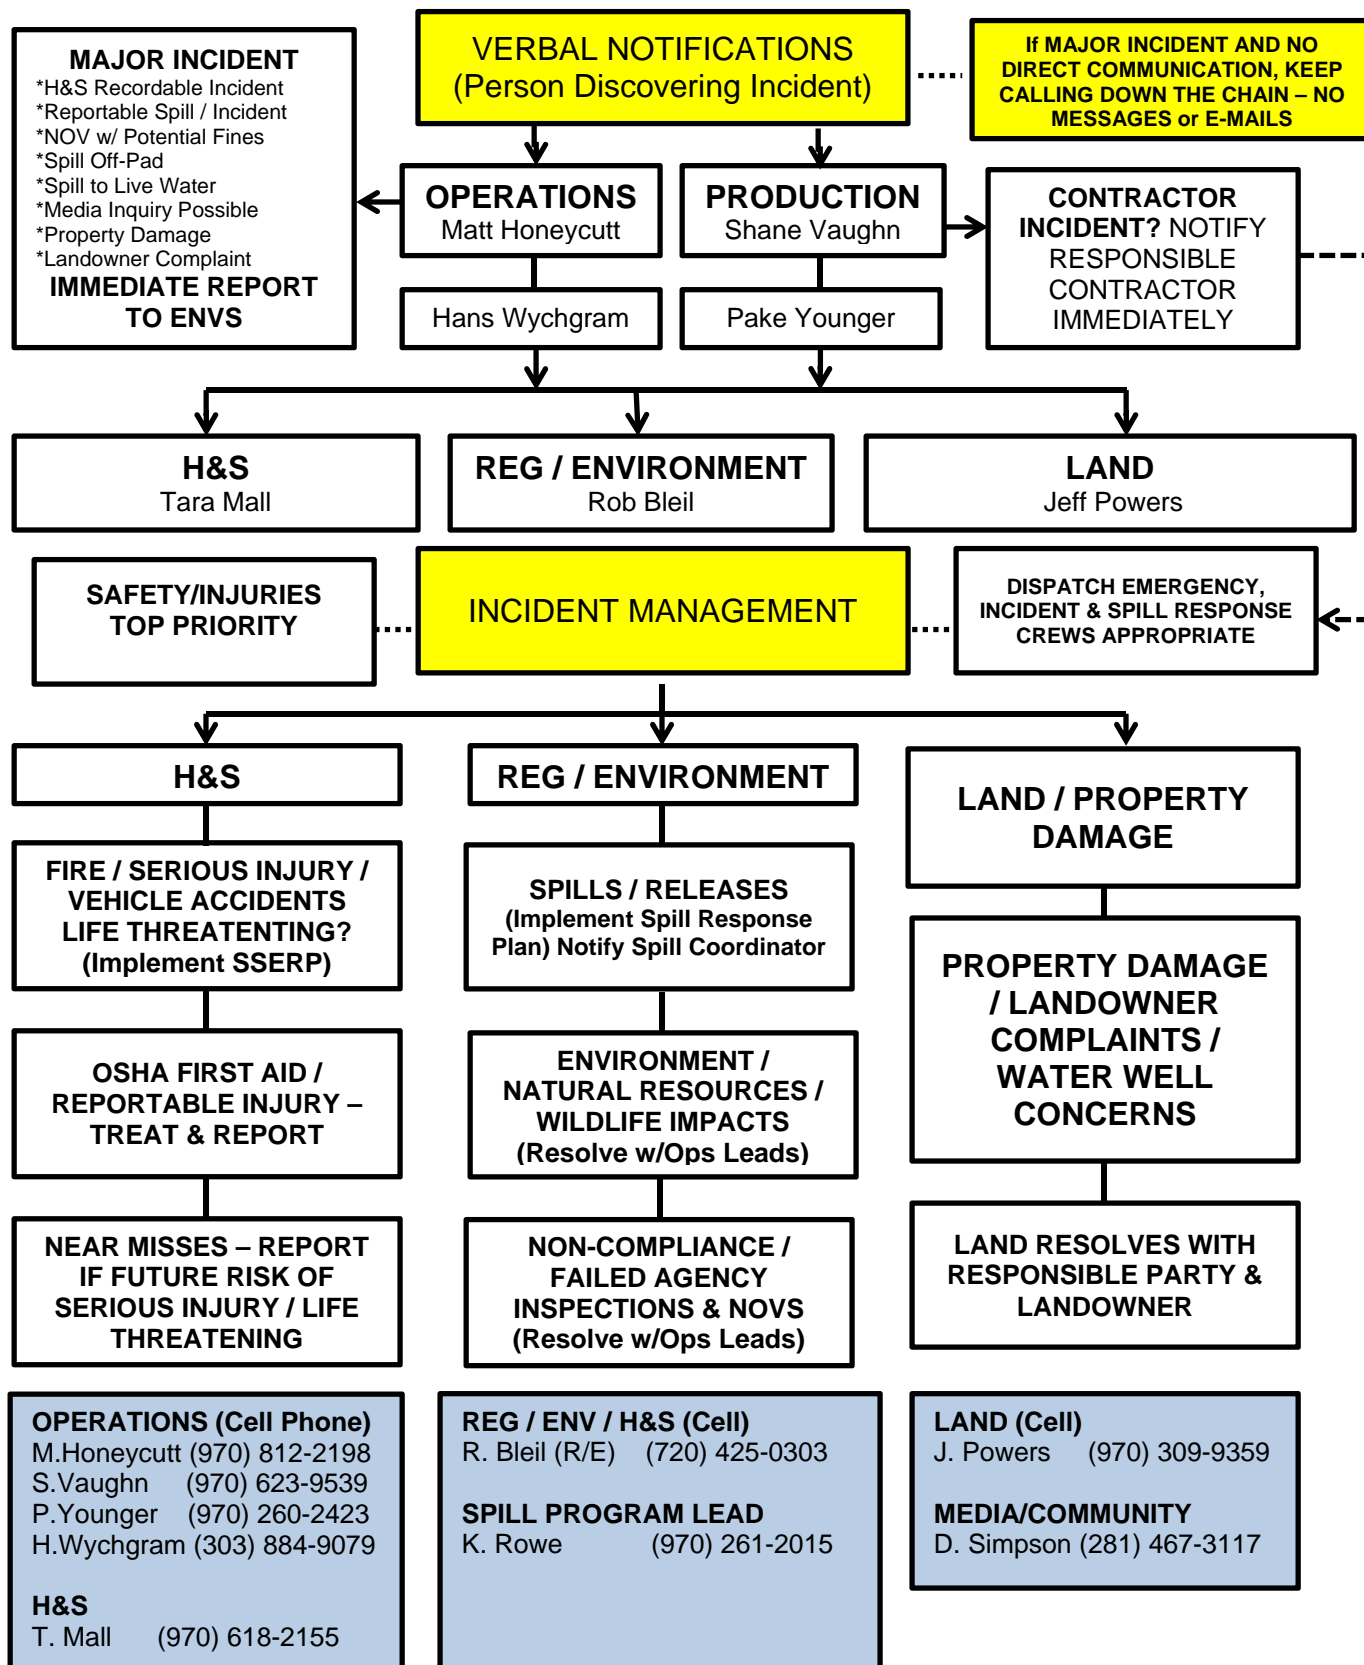 VERBAL NOTIFICATIONS
(Person Discovering Incident)
If MAJOR INCIDENT AND NO
DIRECT COMMUNICATION, KEEP
CALLING DOWN THE CHAIN – NO
MESSAGES or E-MAILS
MAJOR INCIDENT
*H&S Recordable Incident
*Reportable Spill / Incident
*NOV w/ Potential Fines
*Spill Off-Pad
*Spill to Live Water
*Media Inquiry Possible
*Property Damage
*Landowner Complaint
IMMEDIATE REPORT
TO ENVS
OPERATIONS
Matt Honeycutt
PRODUCTION
Shane Vaughn
CONTRACTOR
INCIDENT? NOTIFY
RESPONSIBLE
CONTRACTOR
IMMEDIATELY
Hans Wychgram
Pake Younger
H&S
Tara Mall
REG / ENVIRONMENT
Rob Bleil
LAND
Jeff Powers
SAFETY/INJURIES
TOP PRIORITY
INCIDENT MANAGEMENT
DISPATCH EMERGENCY,
INCIDENT & SPILL RESPONSE
CREWS APPROPRIATE
H&S
REG / ENVIRONMENT
LAND / PROPERTY
DAMAGE
FIRE / SERIOUS INJURY /
VEHICLE ACCIDENTS
LIFE THREATENTING?
(Implement SSERP)
SPILLS / RELEASES
(Implement Spill Response
Plan) Notify Spill Coordinator
PROPERTY DAMAGE
/ LANDOWNER
COMPLAINTS /
WATER WELL
CONCERNS
OSHA FIRST AID /
REPORTABLE INJURY –
TREAT & REPORT
ENVIRONMENT /
NATURAL RESOURCES /
WILDLIFE IMPACTS
(Resolve w/Ops Leads)
NEAR MISSES – REPORT
IF FUTURE RISK OF
SERIOUS INJURY / LIFE
THREATENING
NON-COMPLIANCE /
FAILED AGENCY
INSPECTIONS & NOVS
(Resolve w/Ops Leads)
LAND RESOLVES WITH
RESPONSIBLE PARTY &
LANDOWNER
OPERATIONS (Cell Phone)
M.Honeycutt (970) 812-2198
S.Vaughn (970) 623-9539
P.Younger (970) 260-2423
H.Wychgram (303) 884-9079
H&S
T. Mall (970) 618-2155
REG / ENV / H&S (Cell)
R. Bleil (R/E) (720) 425-0303
SPILL PROGRAM LEAD
K. Rowe (970) 261-2015
LAND (Cell)
J. Powers (970) 309-9359
MEDIA/COMMUNITY
D. Simpson (281) 467-3117